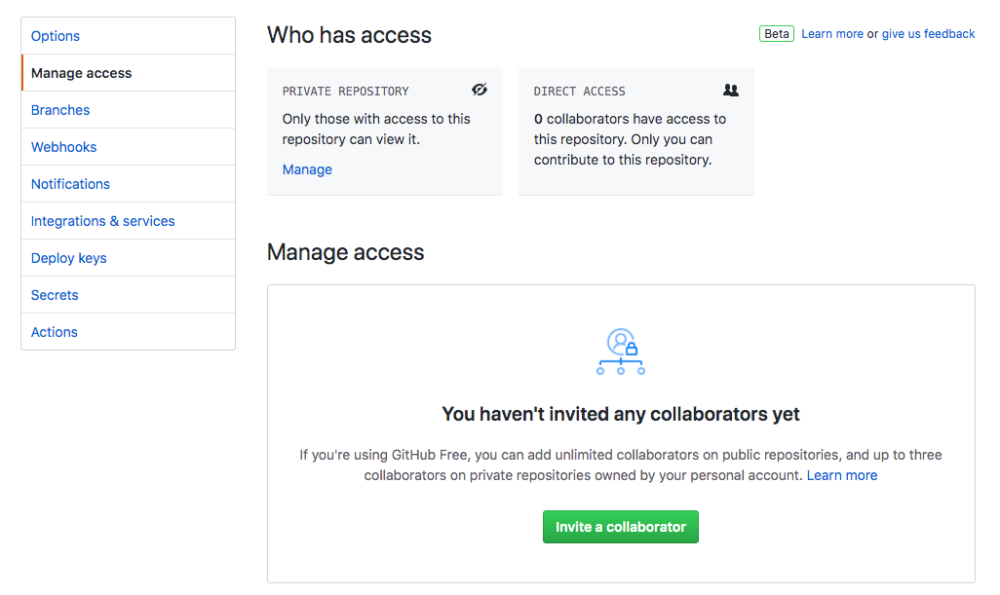 Options
Manage access
Branches
Webhooks
Notifications
Integrations & services
Deploy keys
Secrets
Actions
Who has access
Beta Learn more or give us feedback
PRIVATE REPOSITORY
Only those with access to this
repository can view it.
Manage
DIRECT ACCESS
0 collaborators have access to
this repository. Only you can
contribute to this repository.
Manage access
You haven't invited any collaborators yet
If you're using GitHub Free, you can add unlimited collaborators on public repositories, and up to three
collaborators on private repositories owned by your personal account. Learn more
Invite a collaborator